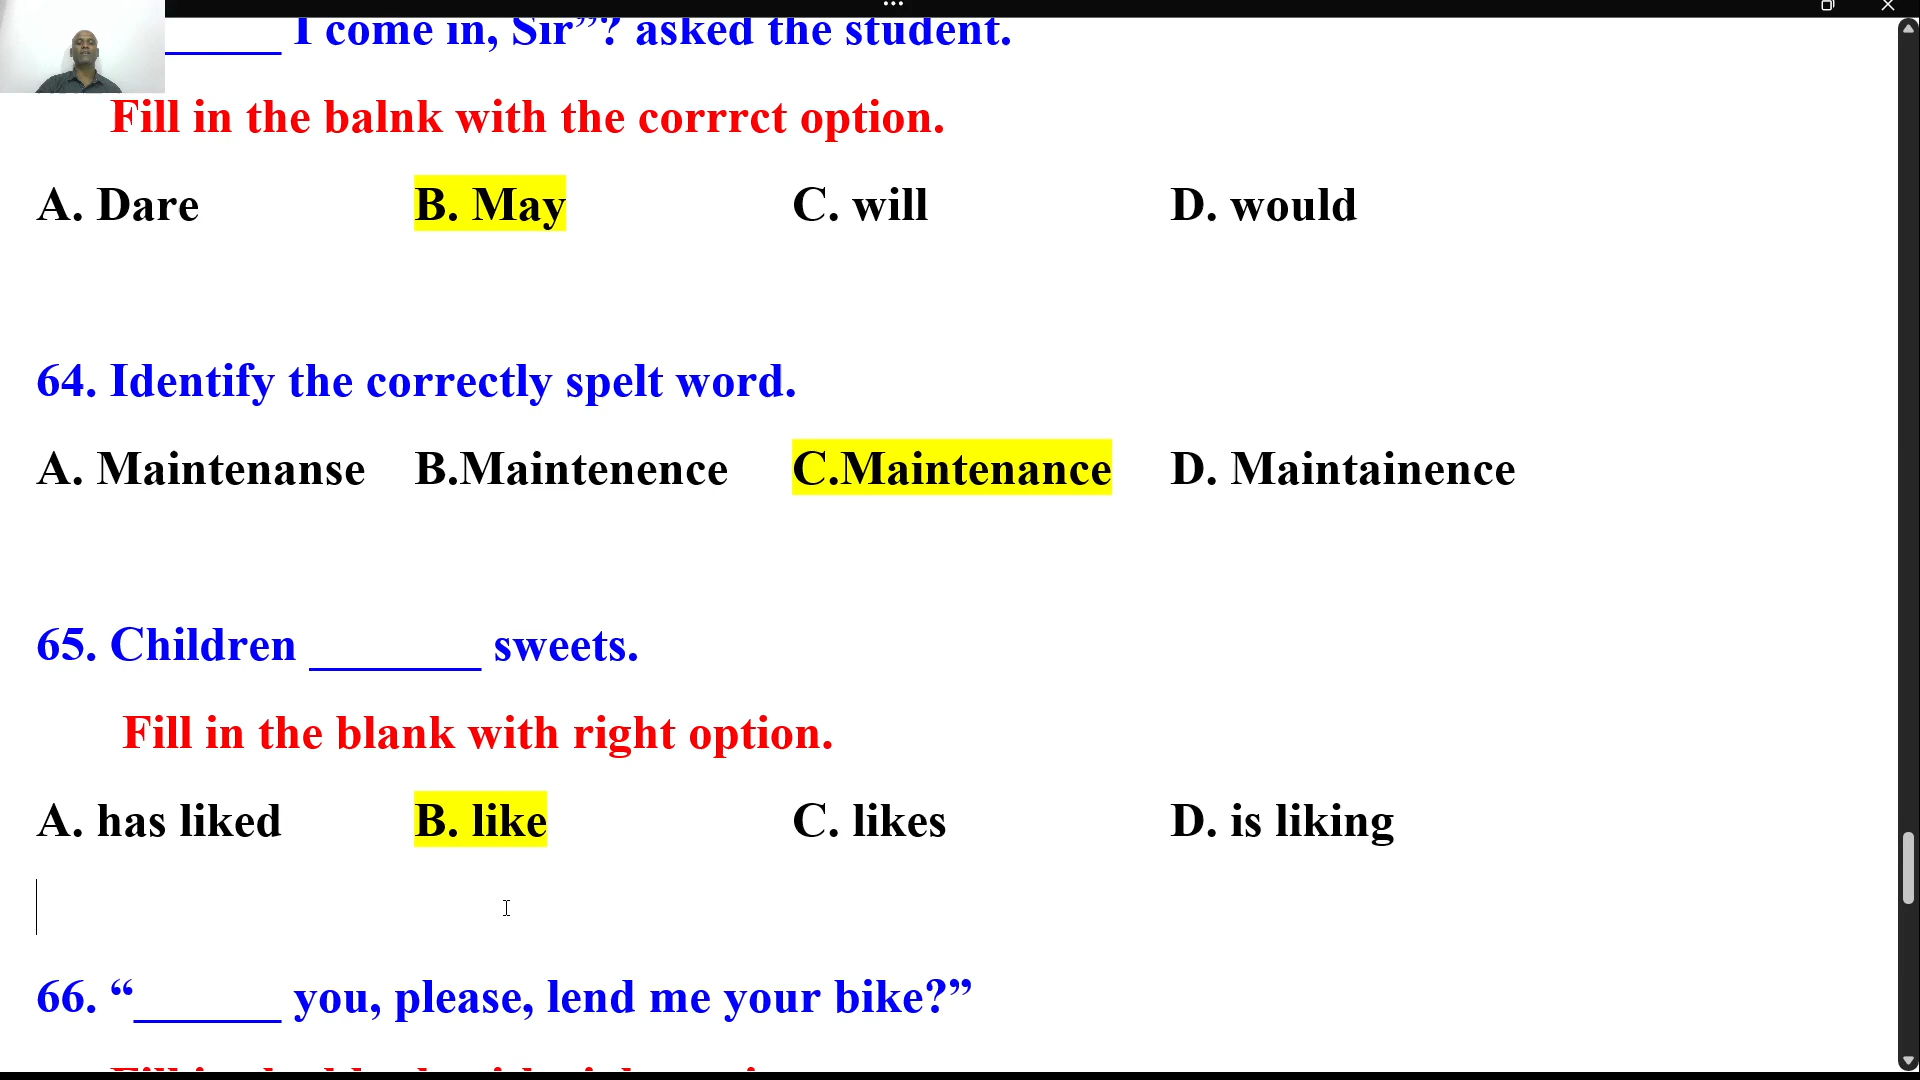 ______ I come in, Sir”? asked the student.
Fill in the balnk with the corrrct option.
A. Dare B. May C. will D. would
64. Identify the correctly spelt word.
A. Maintenanse B.Maintenence C.Maintenance D. Maintainence
65. Children _______ sweets.
Fill in the blank with right option.
A. has liked B. like C. likes D. is liking
66. “______ you, please, lend me your bike?”